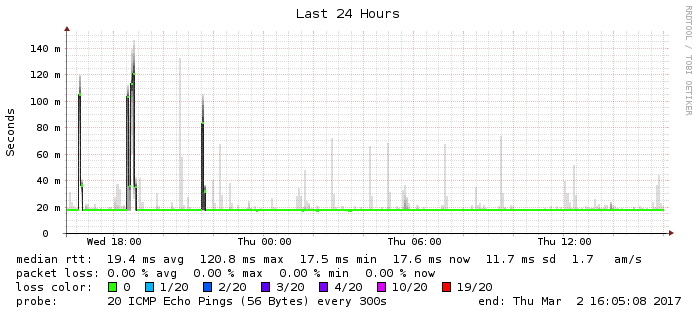 Last 24 Hours
RRDTOOL / TOBI OETIKER
Seconds
140 m
120 m
100 m
80 m
60 m
40 m
20 m
0
Wed 18:00 Thu 00:00 Thu 06:00 Thu 12:00
median rtt: 19.4 ms avg 120.8 ms max 17.5 ms min 17.6 ms now 11.7 ms sd 1.7 am/s
packet loss: 0.00 % avg 0.00 % max 0.00 % min 0.00 % now
loss color: 0 1/20 2/20 3/20 4/20 10/20 19/20
probe: 20 ICMP Echo Pings (56 Bytes) every 300s end: Thu Mar 2 16:05:08 2017